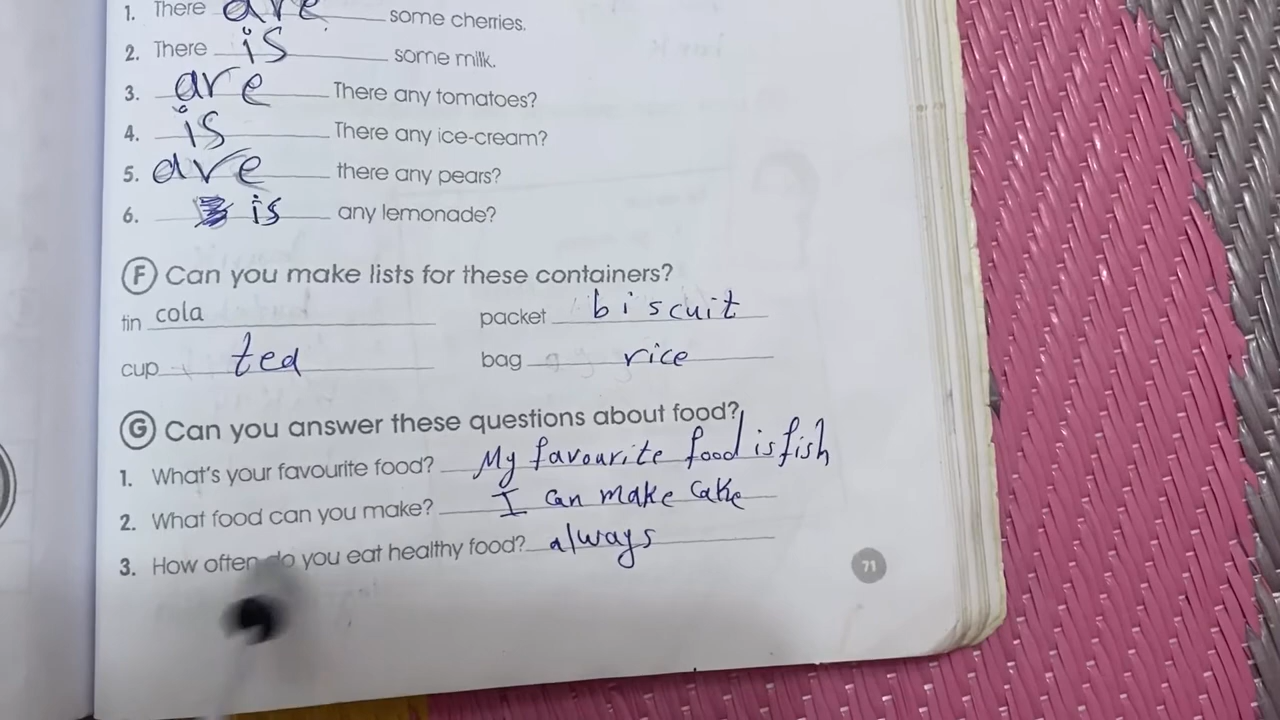 1. There are some cherries.
2. There is some milk.
3. are There any tomatoes?
4. is There any ice-cream?
5. are there any pears?
6. is any lemonade?
F Can you make lists for these containers?
tin cola packet biscuit
cup tea bag rice
G Can you answer these questions about food?
1. What's your favourite food? My favourite food is fish
2. What food can you make? I can make cake
3. How often do you eat healthy food? always
71